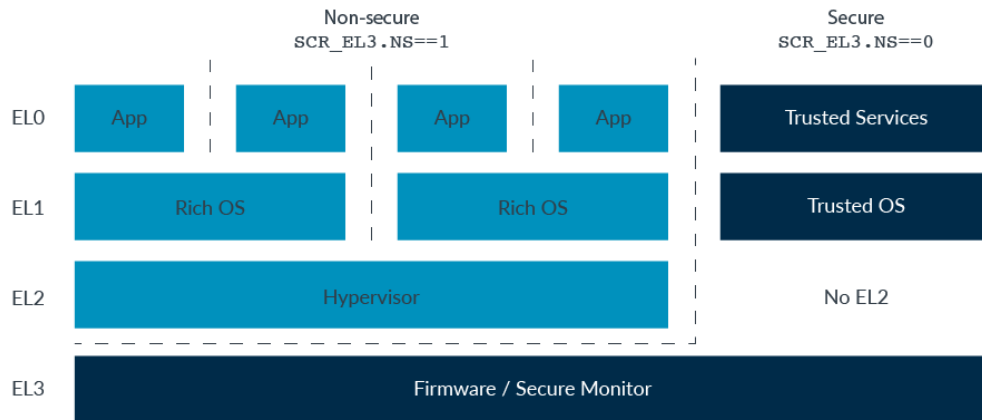 Non-secure
SCR_EL3.NS==1
Secure
SCR_EL3.NS==0
EL0
App
App
App
App
Trusted Services
EL1
Rich OS
Rich OS
Trusted OS
EL2
Hypervisor
No EL2
EL3
Firmware / Secure Monitor